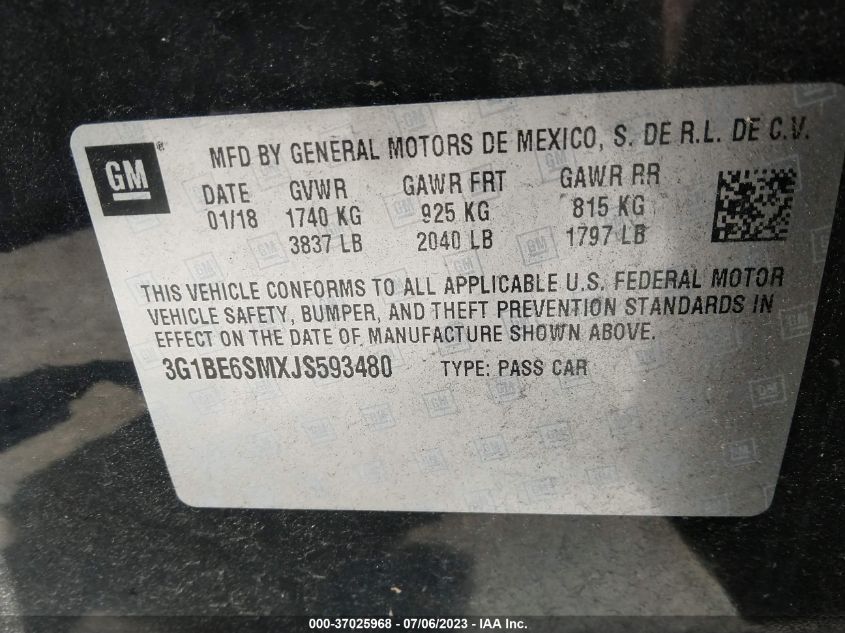 GM ®
MFD BY GENERAL MOTORS DE MEXICO, S. DE R.L. DE C.V.
DATE GVWR GAWR FRT GAWR RR
01/18 1740 KG 925 KG 815 KG
3837 LB 2040 LB 1797 LB
THIS VEHICLE CONFORMS TO ALL APPLICABLE U.S. FEDERAL MOTOR
VEHICLE SAFETY, BUMPER, AND THEFT PREVENTION STANDARDS IN
EFFECT ON THE DATE OF MANUFACTURE SHOWN ABOVE.
3G1BE6SMXJS593480 TYPE: PASS CAR
000-37025968 - 07/06/2023 - IAA Inc.